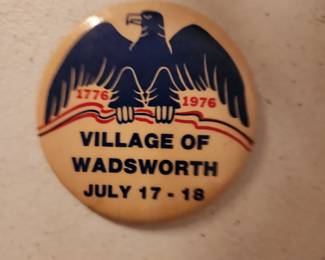 1776 1976
VILLAGE OF
WADSWORTH
JULY 17 - 18